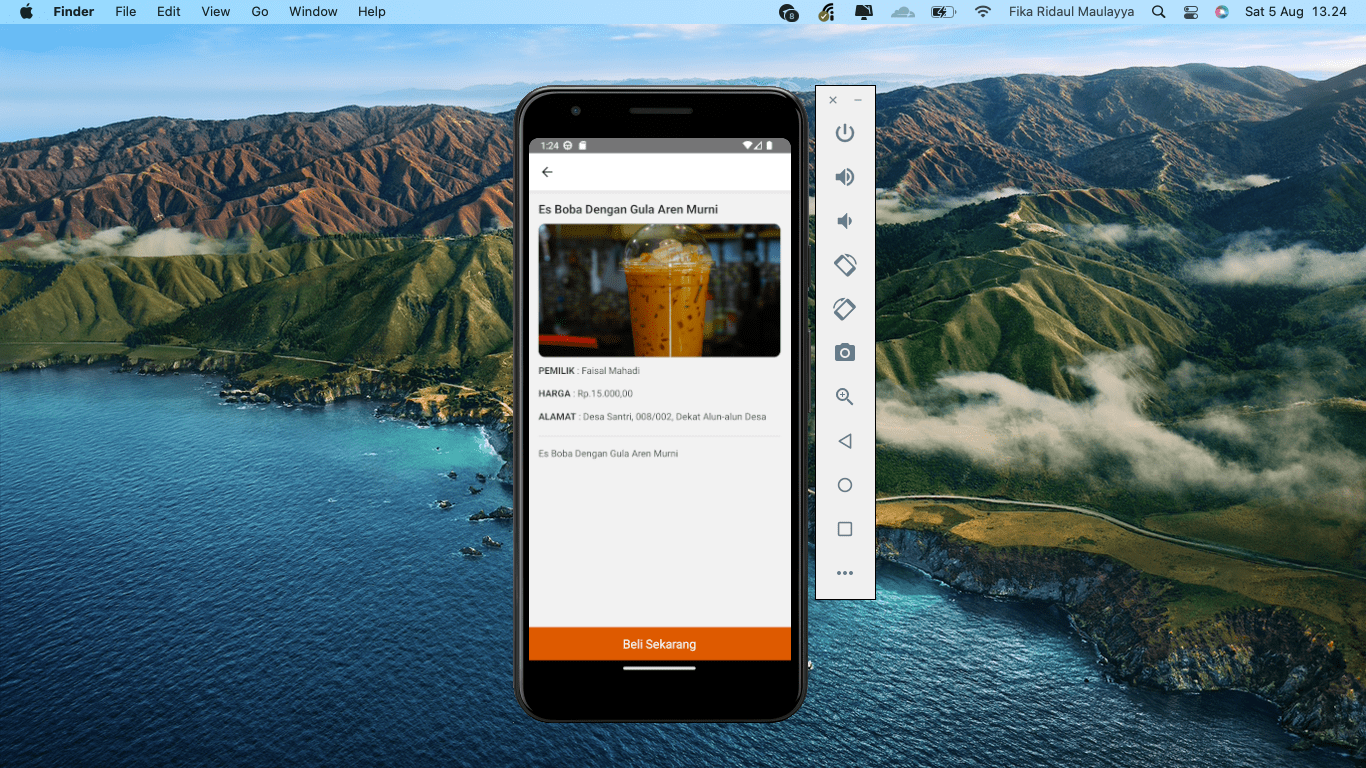 Finder File Edit View Go Window Help 8 Fika Ridaul Maulayya Sat 5 Aug 13.24
1:24
Es Boba Dengan Gula Aren Murni
PEMILIK : Faisal Mahadi
HARGA : Rp.15.000,00
ALAMAT : Desa Santri, 008/002, Dekat Alun-alun Desa
Es Boba Dengan Gula Aren Murni
Beli Sekarang